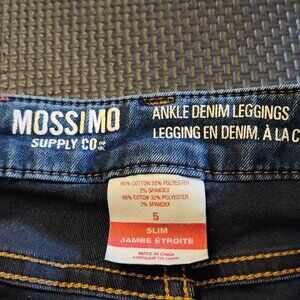 MOSSIMO
SUPPLY CO
ANKLE DENIM LEGGINGS
LEGGING EN DENIM. À LA C
66% COTTON 32% POLYESTER
2% SPANDEX
66% COTON 32% POLYESTER
2% SPANDEX
5
SLIM
JAMBE ÉTROITE
MADE IN CHINA
FABRIQUÉ EN CHINE